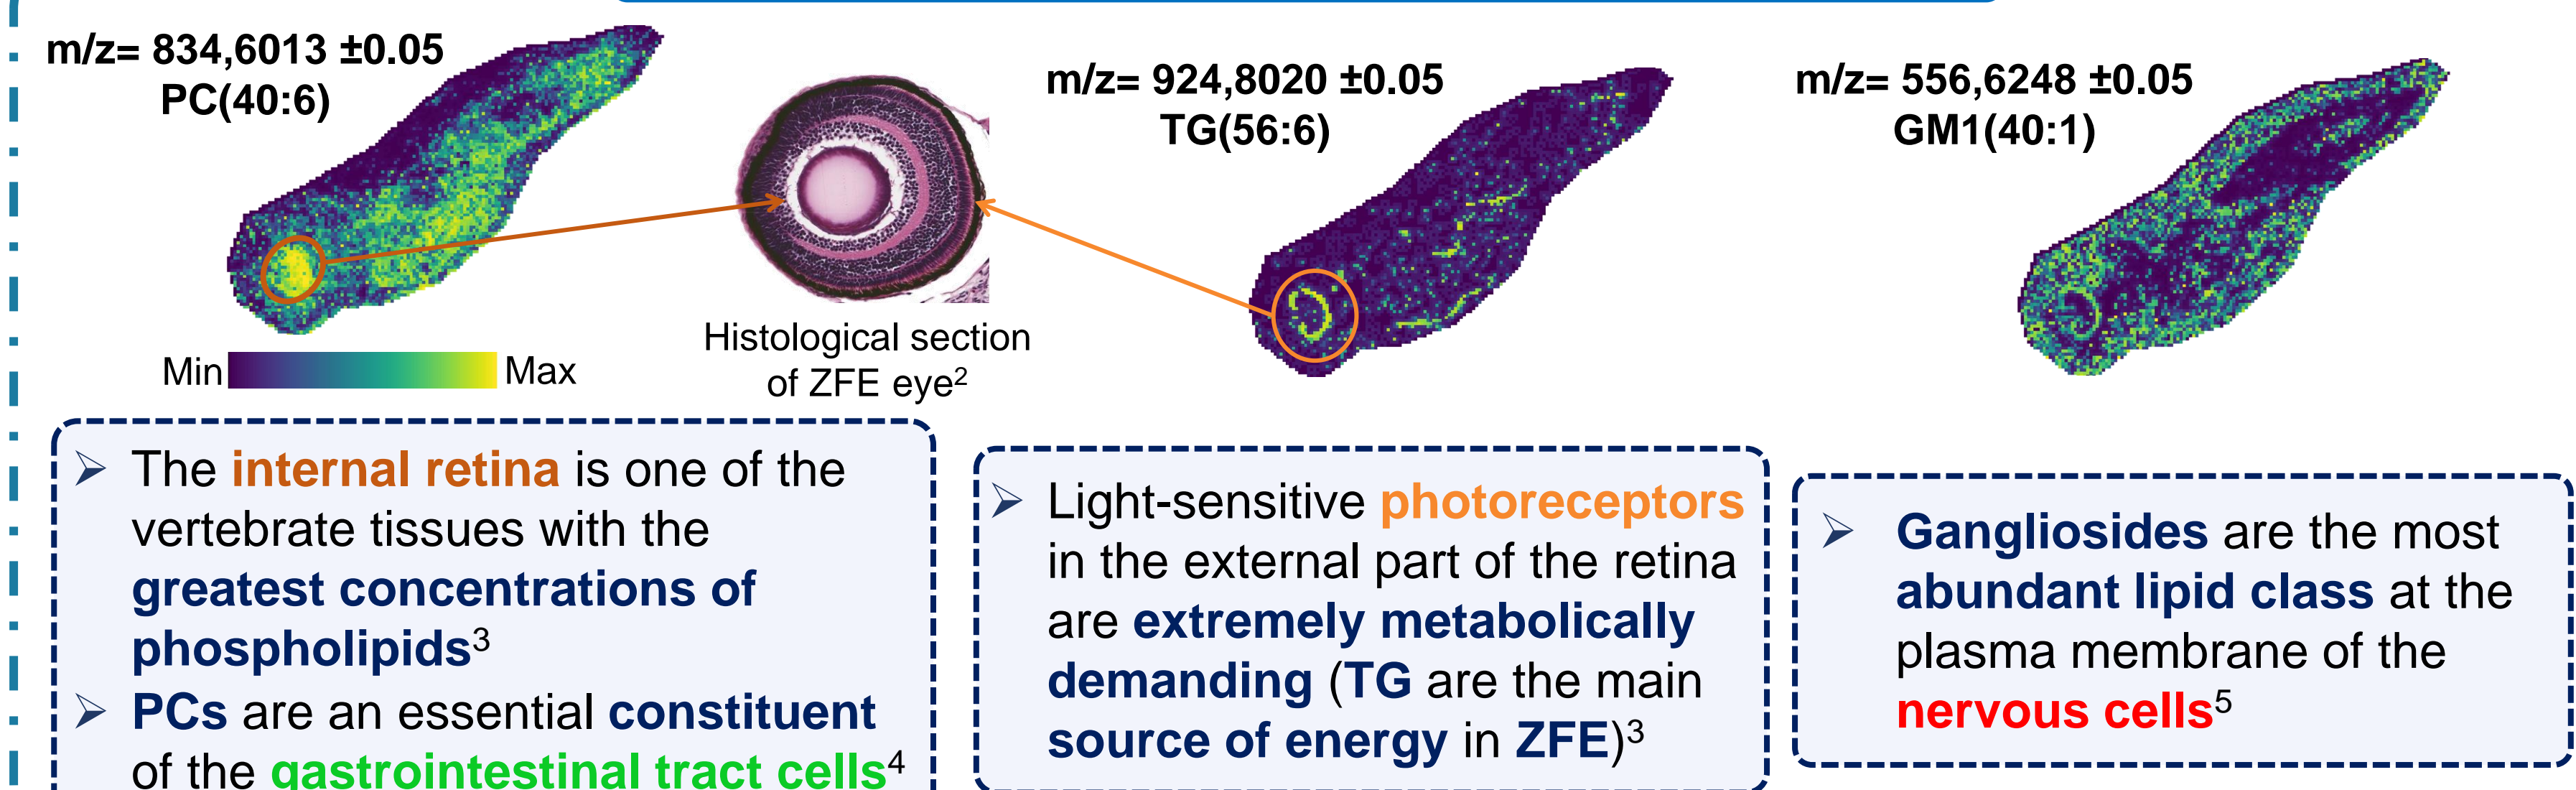 m/z= 834,6013 ±0.05
PC(40:6)
m/z= 924,8020 ±0.05
TG(56:6)
m/z= 556,6248 ±0.05
GM1(40:1)
Min
Max
Histological section
of ZFE eye²
➢ The internal retina is one of the
vertebrate tissues with the
greatest concentrations of
phospholipids³
➢ PCs are an essential constituent
of the gastrointestinal tract cells⁴
➢ Light-sensitive photoreceptors
in the external part of the retina
are extremely metabolically
demanding (TG are the main
source of energy in ZFE)³
➢ Gangliosides are the most
abundant lipid class at the
plasma membrane of the
nervous cells⁵